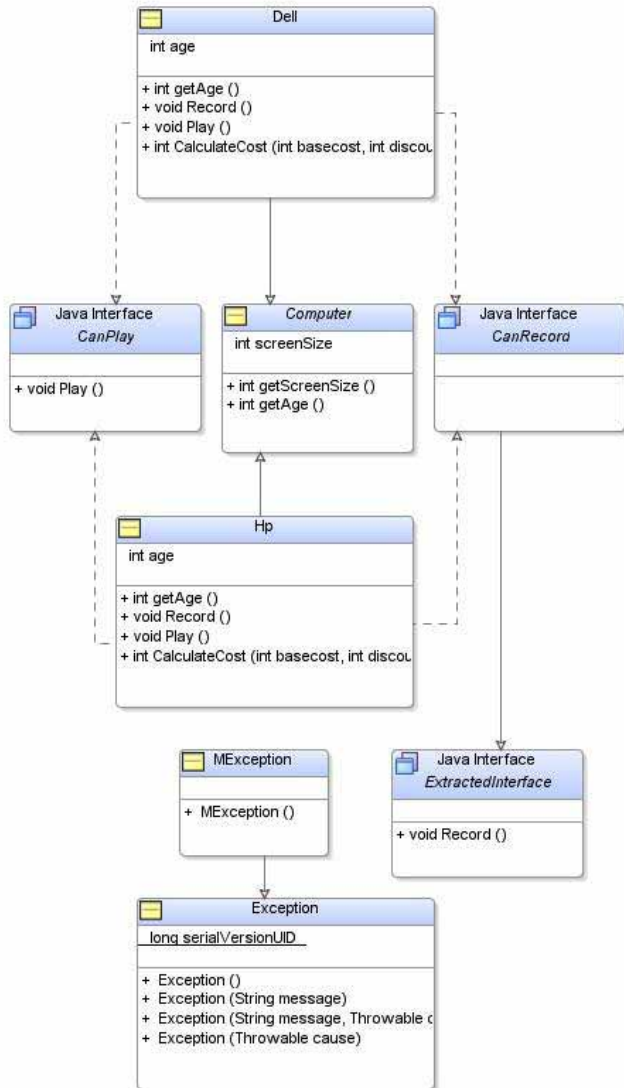 Dell
int age
+ int getAge ()
+ void Record ()
+ void Play ()
+ int CalculateCost (int basecost, int discou
Java Interface
CanPlay
+ void Play ()
Computer
int screenSize
+ int getScreenSize ()
+ int getAge ()
Java Interface
CanRecord
Hp
int age
+ int getAge ()
+ void Record ()
+ void Play ()
+ int CalculateCost (int basecost, int discou
MException
+ MException ()
Java Interface
ExtractedInterface
+ void Record ()
Exception
long serialVersionUID
+ Exception ()
+ Exception (String message)
+ Exception (String message, Throwable c
+ Exception (Throwable cause)